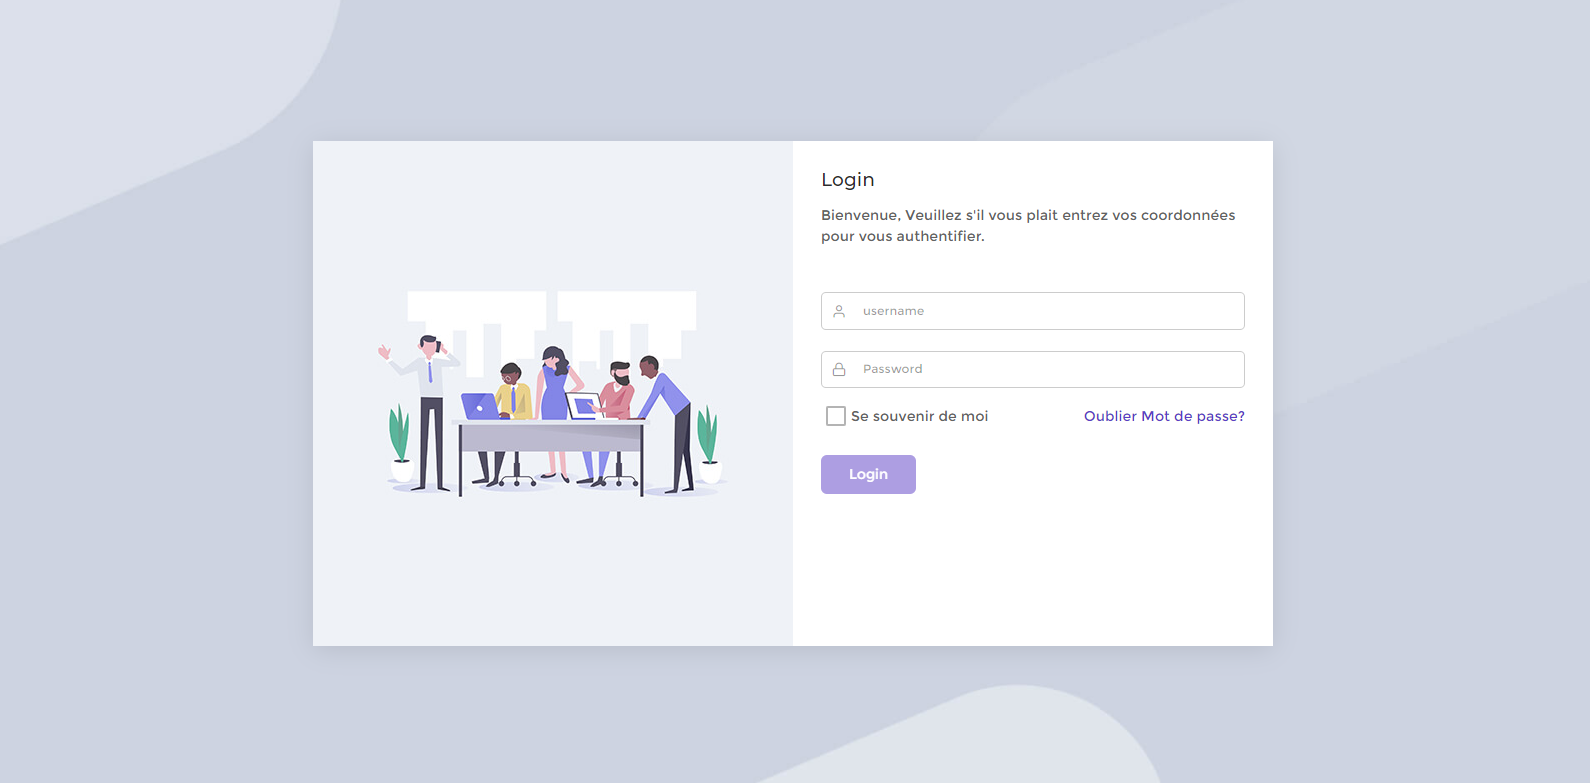 Login
Bienvenue, Veuillez s'il vous plait entrez vos coordonnées
pour vous authentifier.
username
Password
Se souvenir de moi
Oublier Mot de passe?
Login